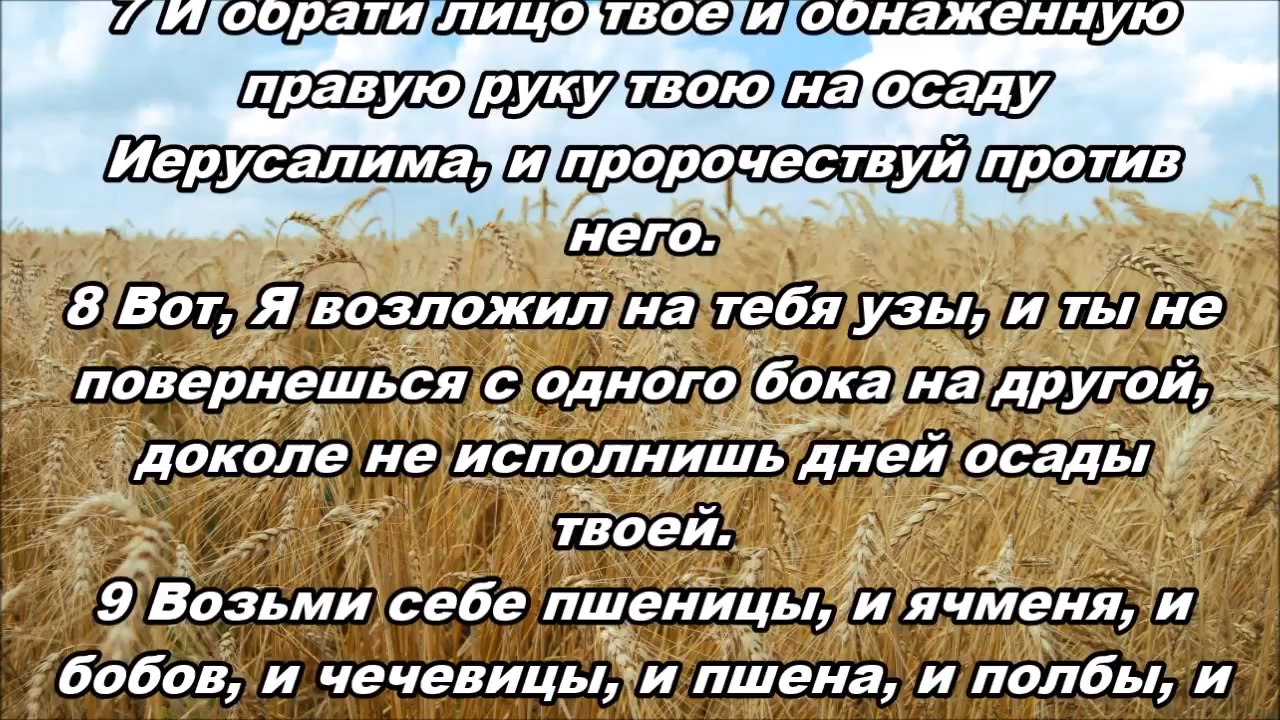 7 И обрати лицо твое и обнаженную
правую руку твою на осаду
Иерусалима, и пророчествуй против
него.
8 Вот, Я возложил на тебя узы, и ты не
повернешься с одного бока на другой,
доколе не исполнишь дней осады
твоей.
9 Возьми себе пшеницы, и ячменя, и
бобов, и чечевицы, и пшена, и полбы, и